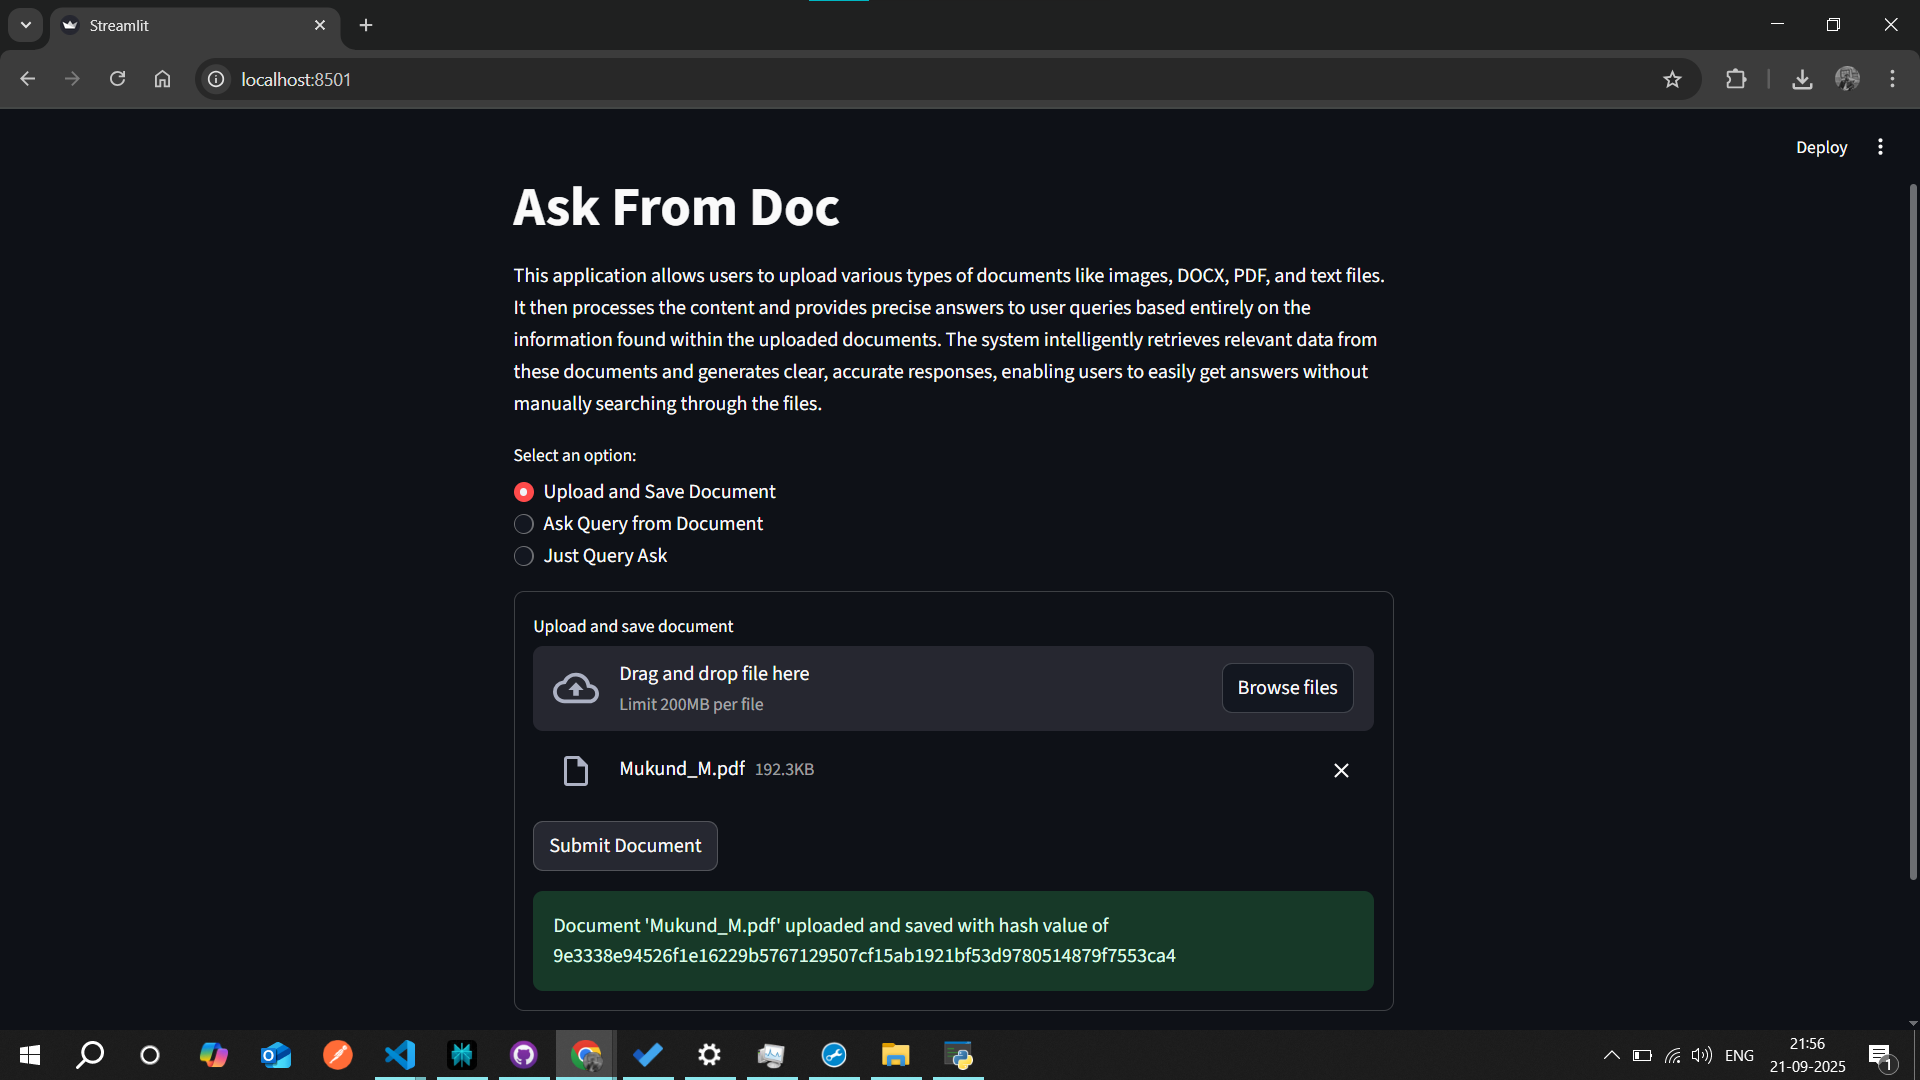 Streamlit
localhost:8501
Deploy
Ask From Doc
This application allows users to upload various types of documents like images, DOCX, PDF, and text files.
It then processes the content and provides precise answers to user queries based entirely on the
information found within the uploaded documents. The system intelligently retrieves relevant data from
these documents and generates clear, accurate responses, enabling users to easily get answers without
manually searching through the files.
Select an option:
Upload and Save Document
Ask Query from Document
Just Query Ask
Upload and save document
Drag and drop file here
Limit 200MB per file
Browse files
Mukund_M.pdf 192.3KB
Submit Document
Document 'Mukund_M.pdf' uploaded and saved with hash value of
9e3338e94526f1e16229b5767129507cf15ab1921bf53d9780514879f7553ca4
ENG
21:56
21-09-2025
1